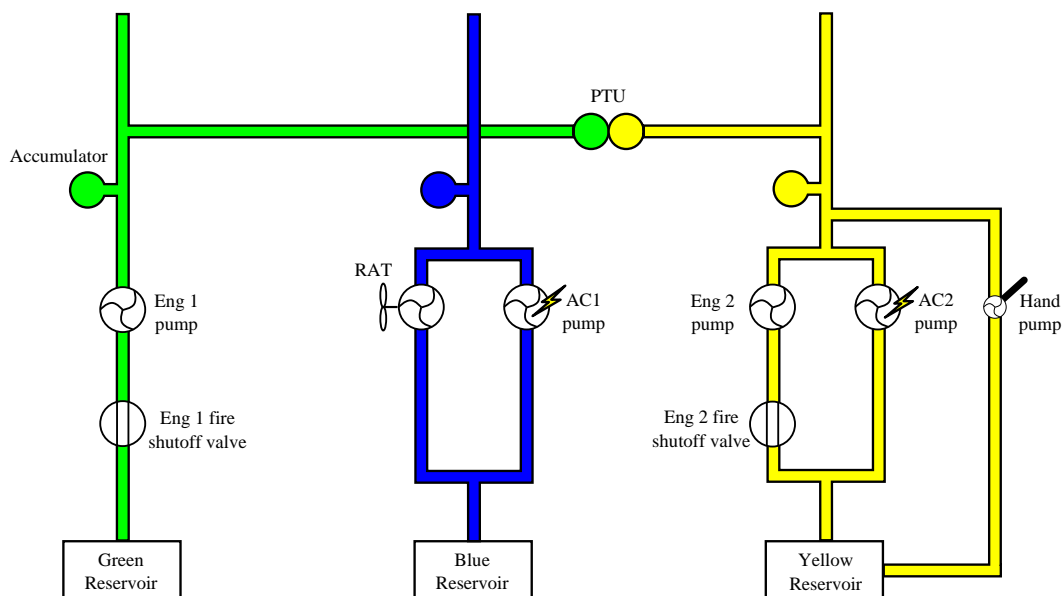 PTU
Accumulator
RAT
Eng 1
pump
AC1
pump
Eng 2
pump
AC2
pump
Hand
pump
Eng 1 fire
shutoff valve
Eng 2 fire
shutoff valve
Green
Reservoir
Blue
Reservoir
Yellow
Reservoir